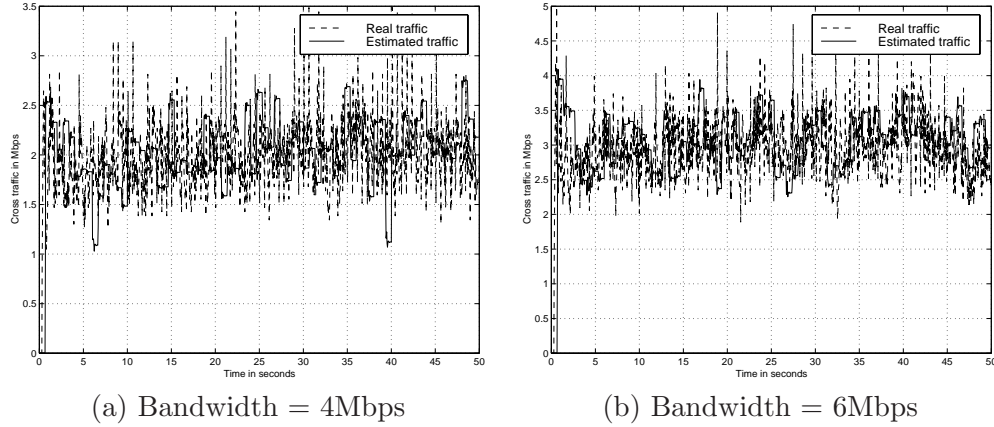 3.5
3
2.5
2
1.5
1
0.5
0
Cross traffic in Mbps
Real traffic
Estimated traffic
0 5 10 15 20 25 30 35 40 45 50
Time in seconds
(a) Bandwidth = 4Mbps
5
4.5
4
3.5
3
2.5
2
1.5
1
0.5
0
Cross traffic in Mbps
Real traffic
Estimated traffic
0 5 10 15 20 25 30 35 40 45 50
Time in seconds
(b) Bandwidth = 6Mbps